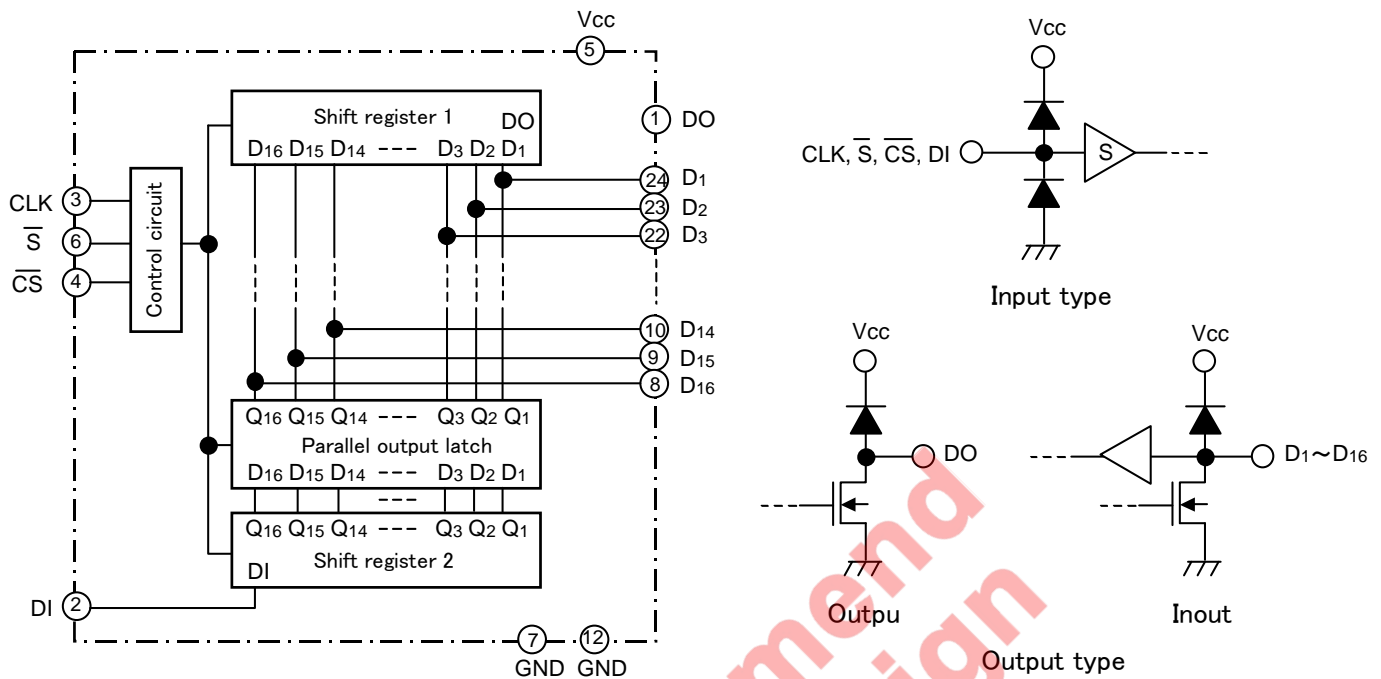 Vcc
5
Shift register 1
DO
D16 D15 D14 --- D3 D2 D1
1 DO
24 D1
23 D2
22 D3
CLK 3
S̅ 6
C̅S̅ 4
Control circuit
10 D14
9 D15
8 D16
Q16 Q15 Q14 --- Q3 Q2 Q1
Parallel output latch
D16 D15 D14 --- D3 D2 D1
Q16 Q15 Q14 --- Q3 Q2 Q1
Shift register 2
DI
DI 2
7 12
GND GND
Vcc
CLK, S̅, C̅S̅, DI
S
Input type
Vcc
DO
Outpu
Vcc
D1~D16
Inout
Output type